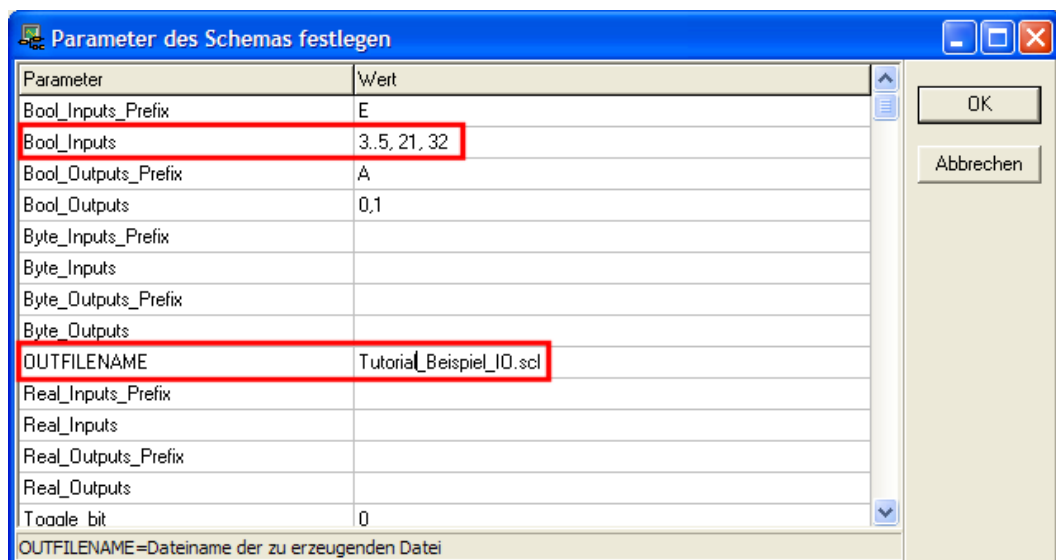 Parameter des Schemas festlegen
Parameter Wert
Bool_Inputs_Prefix E
Bool_Inputs 3..5, 21, 32
Bool_Outputs_Prefix A
Bool_Outputs 0,1
Byte_Inputs_Prefix
Byte_Inputs
Byte_Outputs_Prefix
Byte_Outputs
OUTFILENAME Tutorial_Beispiel_IO.scl
Real_Inputs_Prefix
Real_Inputs
Real_Outputs_Prefix
Real_Outputs
Toggle_bit 0
OK
Abbrechen
OUTFILENAME=Dateiname der zu erzeugenden Datei